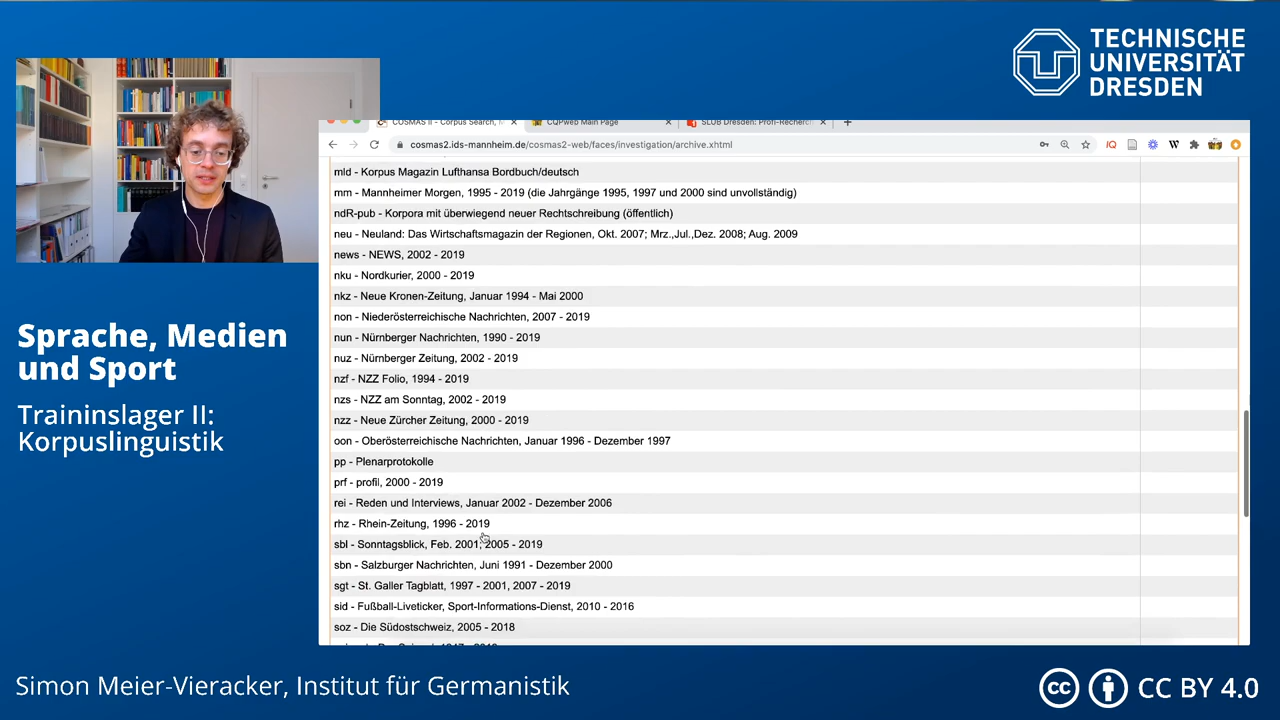 TECHNISCHE
UNIVERSITÄT
DRESDEN
COSMAS II - Corpus Search,
CQPweb Main Page
SLUB Dresden: Profi-Recherch
cosmas2.ids-mannheim.de/cosmas2-web/faces/investigation/archive.xhtml
mld - Korpus Magazin Lufthansa Bordbuch/deutsch
mm - Mannheimer Morgen, 1995 - 2019 (die Jahrgänge 1995, 1997 und 2000 sind unvollständig)
ndR-pub - Korpora mit überwiegend neuer Rechtschreibung (öffentlich)
neu - Neuland: Das Wirtschaftsmagazin der Regionen, Okt. 2007; Mrz.,Jul.,Dez. 2008; Aug. 2009
news - NEWS, 2002 - 2019
nku - Nordkurier, 2000 - 2019
nkz - Neue Kronen-Zeitung, Januar 1994 - Mai 2000
non - Niederösterreichische Nachrichten, 2007 - 2019
nun - Nürnberger Nachrichten, 1990 - 2019
nuz - Nürnberger Zeitung, 2002 - 2019
nzf - NZZ Folio, 1994 - 2019
nzs - NZZ am Sonntag, 2002 - 2019
nzz - Neue Zürcher Zeitung, 2000 - 2019
oon - Oberösterreichische Nachrichten, Januar 1996 - Dezember 1997
pp - Plenarprotokolle
prf - profil, 2000 - 2019
rei - Reden und Interviews, Januar 2002 - Dezember 2006
rhz - Rhein-Zeitung, 1996 - 2019
sbl - Sonntagsblick, Feb. 2001, 2005 - 2019
sbn - Salzburger Nachrichten, Juni 1991 - Dezember 2000
sgt - St. Galler Tagblatt, 1997 - 2001, 2007 - 2019
sid - Fußball-Liveticker, Sport-Informations-Dienst, 2010 - 2016
soz - Die Südostschweiz, 2005 - 2018
Sprache, Medien
und Sport
Traininslager II:
Korpuslinguistik
Simon Meier-Vieracker, Institut für Germanistik
cc CC BY 4.0